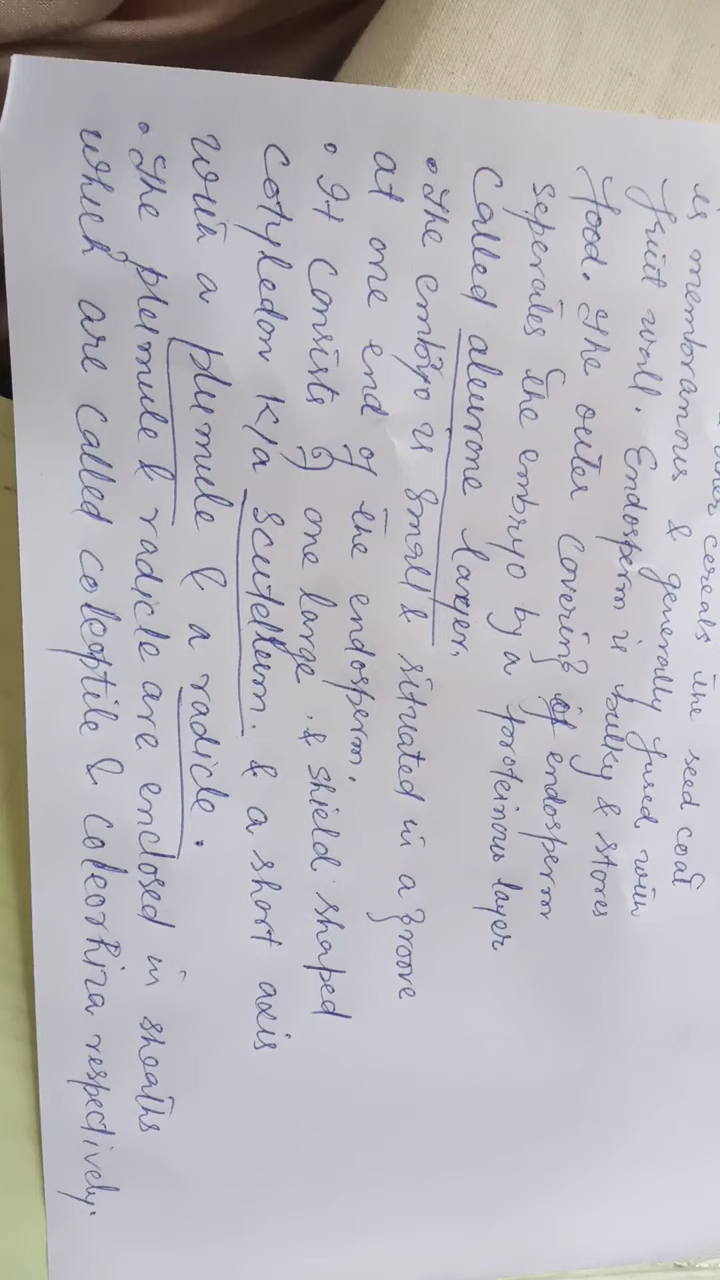 other cereals the seed coat
is membranous & generally fused with
fruit wall. Endosperm is bulky & stores
food. The outer covering of endosperm
seperates the embryo by a proteinous layer
called aleurone layer.
• The embryo is small & situated in a groove
at one end of the endosperm.
• It consists of one large & shield shaped
cotyledon k/a scutellum. & a short axis
with a plumule & a radicle.
• The plumule & radicle are enclosed in sheaths
which are called coleoptile & coleorhiza respectively.